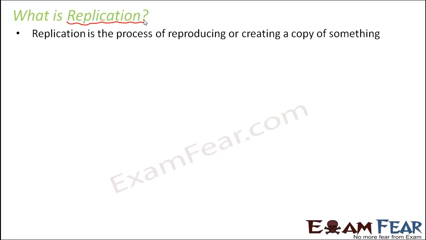 What is Replication?
• Replication is the process of reproducing or creating a copy of something
ExamFear.com
EXAM FEAR
No more fear from Exam